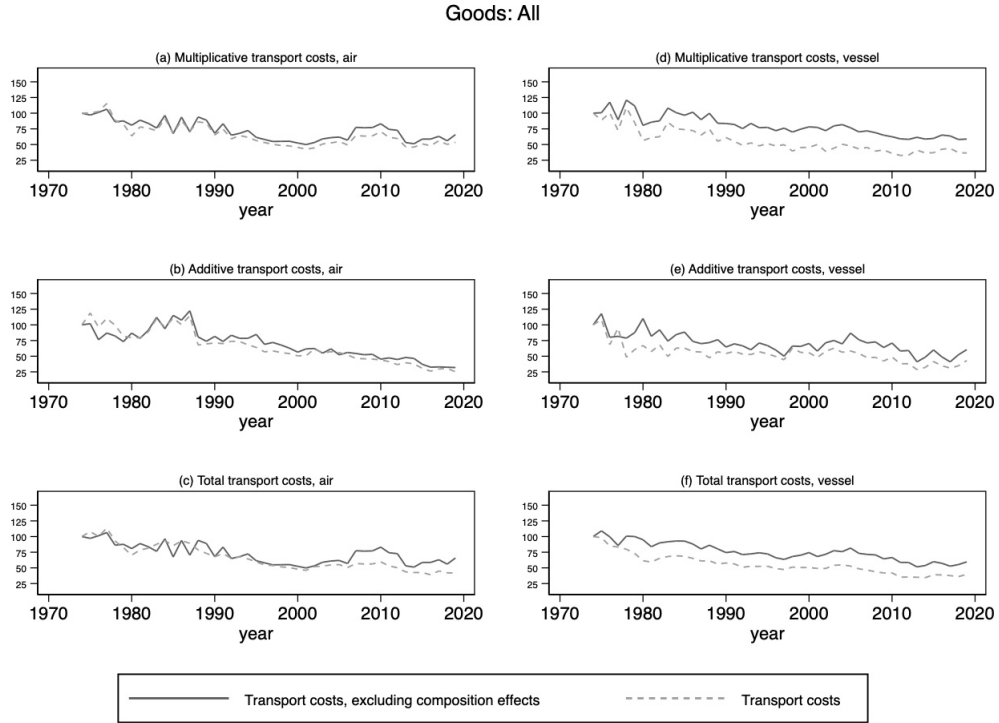 Goods: All
(a) Multiplicative transport costs, air
150
125
100
75
50
25
1970 1980 1990 2000 2010 2020
year
(d) Multiplicative transport costs, vessel
150
125
100
75
50
25
1970 1980 1990 2000 2010 2020
year
(b) Additive transport costs, air
150
125
100
75
50
25
1970 1980 1990 2000 2010 2020
year
(e) Additive transport costs, vessel
150
125
100
75
50
25
1970 1980 1990 2000 2010 2020
year
(c) Total transport costs, air
150
125
100
75
50
25
1970 1980 1990 2000 2010 2020
year
(f) Total transport costs, vessel
150
125
100
75
50
25
1970 1980 1990 2000 2010 2020
year
Transport costs, excluding composition effects Transport costs